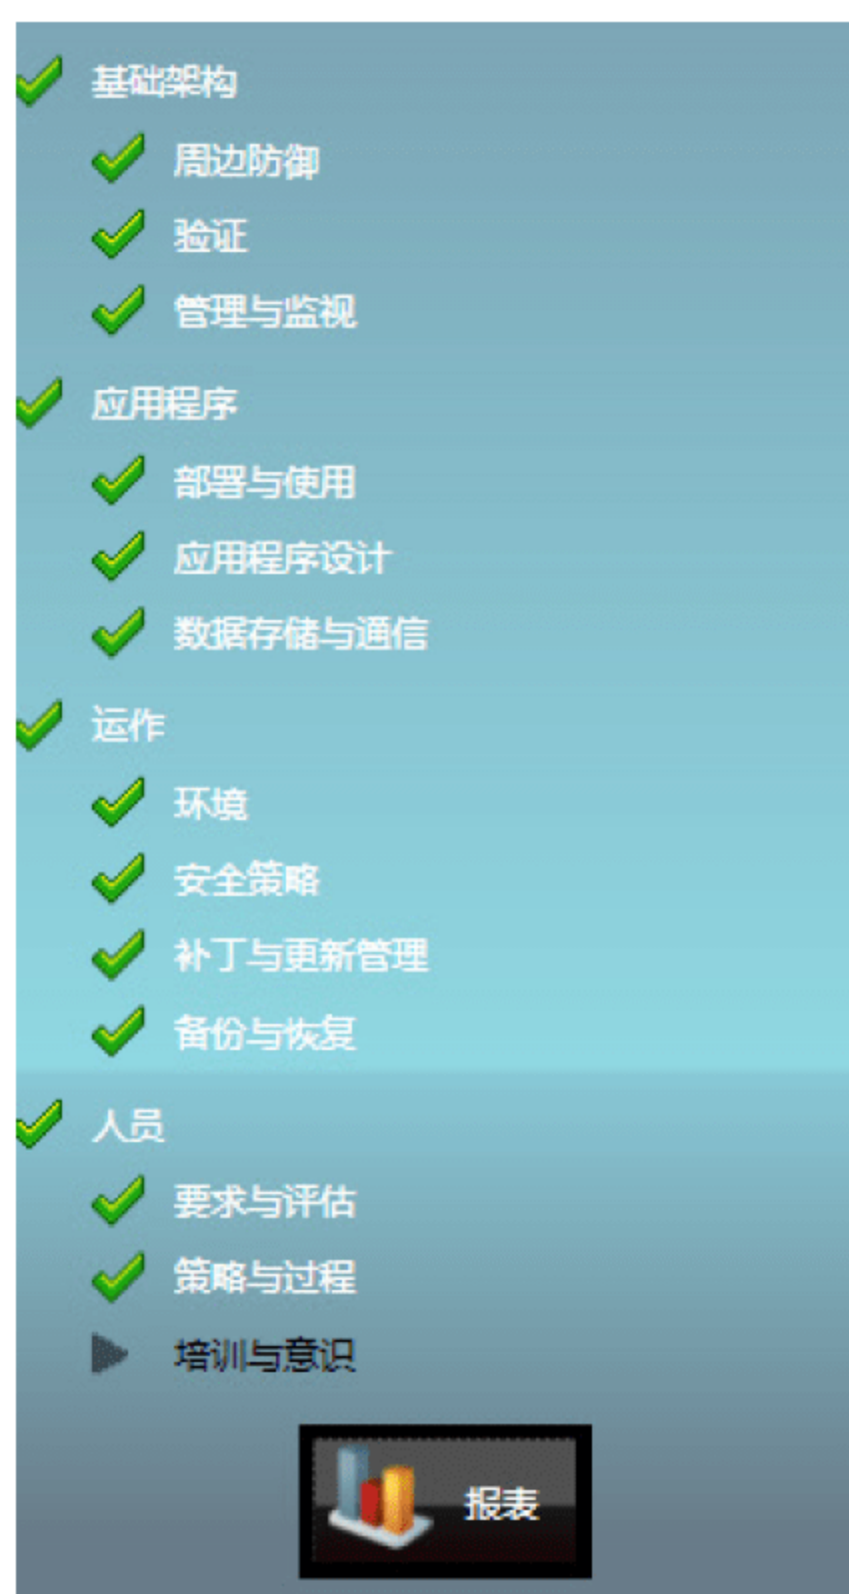 基础架构
周边防御
验证
管理与监视
应用程序
部署与使用
应用程序设计
数据存储与通信
运作
环境
安全策略
补丁与更新管理
备份与恢复
人员
要求与评估
策略与过程
培训与意识
报表